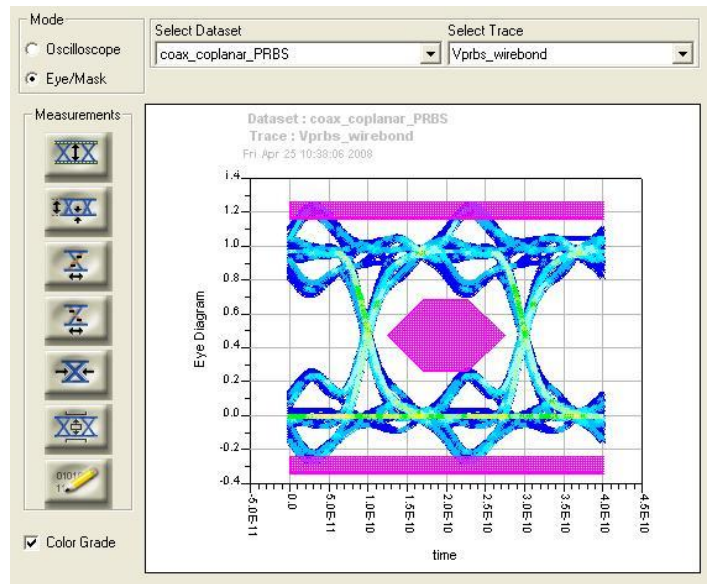 Mode
Oscilloscope
Eye/Mask
Select Dataset
coax_coplanar_PRBS
Select Trace
Vprbs_wirebond
Measurements
Color Grade
Dataset : coax_coplanar_PRBS
Trace : Vprbs_wirebond
Fri Apr 25 10:38:06 2008
Eye Diagram
1.4
1.2
1.0
0.8
0.6
0.4
0.2
0.0
-0.2
-0.4
-5.0E-11
0.0
5.0E-11
1.0E-10
1.5E-10
2.0E-10
2.5E-10
3.0E-10
3.5E-10
4.0E-10
4.5E-10
time